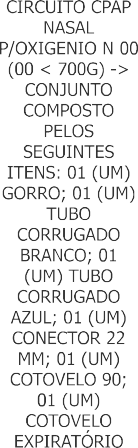 CIRCUITO CPAP
NASAL
P/OXIGENIO N 00
(00 < 700G) ->
CONJUNTO
COMPOSTO
PELOS
SEGUINTES
ITENS: 01 (UM)
GORRO; 01 (UM)
TUBO
CORRUGADO
BRANCO; 01
(UM) TUBO
CORRUGADO
AZUL; 01 (UM)
CONECTOR 22
MM; 01 (UM)
COTOVELO 90;
01 (UM)
COTOVELO
EXPIRATÓRIO